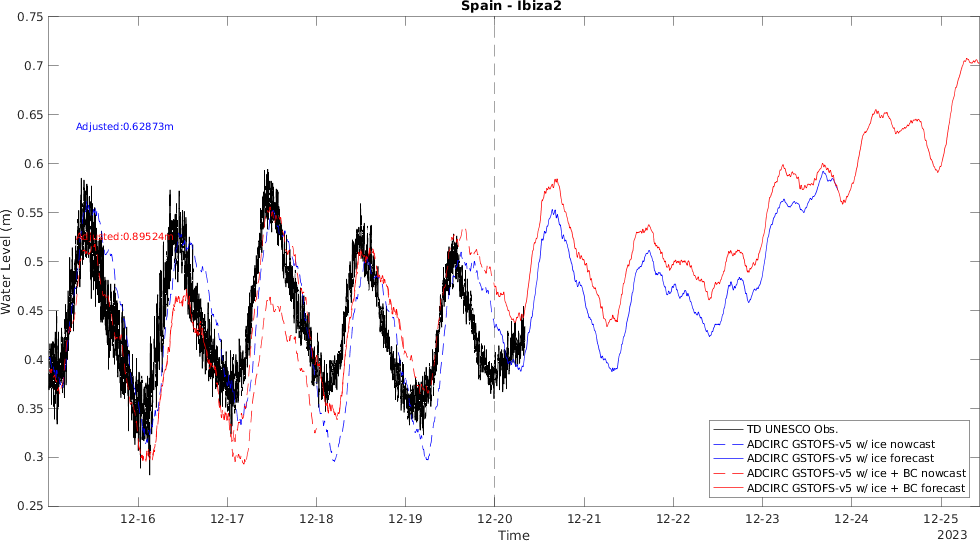 Spain - Ibiza2
0.75
0.7
0.65
0.6
0.55
0.5
0.45
0.4
0.35
0.3
0.25
Water Level (m)
Adjusted:0.62873m
Adjusted:0.89524m
TD UNESCO Obs.
ADCIRC GSTOFS-v5 w/ ice nowcast
ADCIRC GSTOFS-v5 w/ ice forecast
ADCIRC GSTOFS-v5 w/ ice + BC nowcast
ADCIRC GSTOFS-v5 w/ ice + BC forecast
12-16 12-17 12-18 12-19 12-20 12-21 12-22 12-23 12-24 12-25
Time
2023